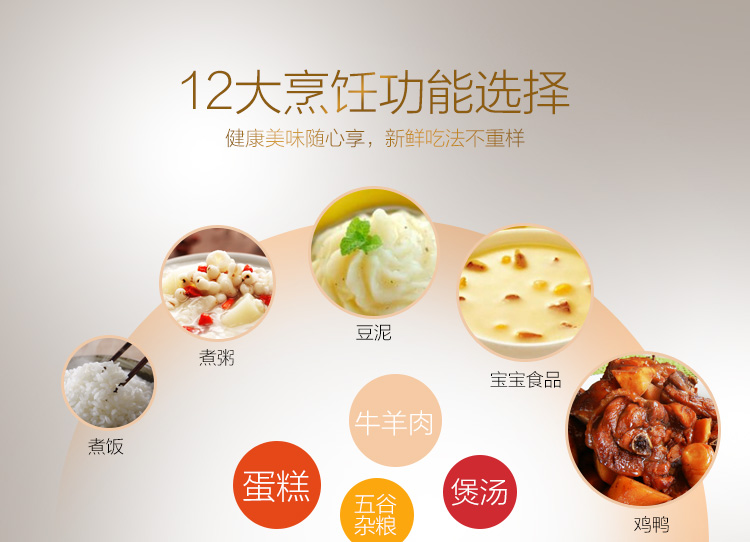 12大烹饪功能选择
健康美味随心享，新鲜吃法不重样
豆泥
煮粥
宝宝食品
煮饭
牛羊肉
蛋糕
煲汤
五谷
杂粮
鸡鸭